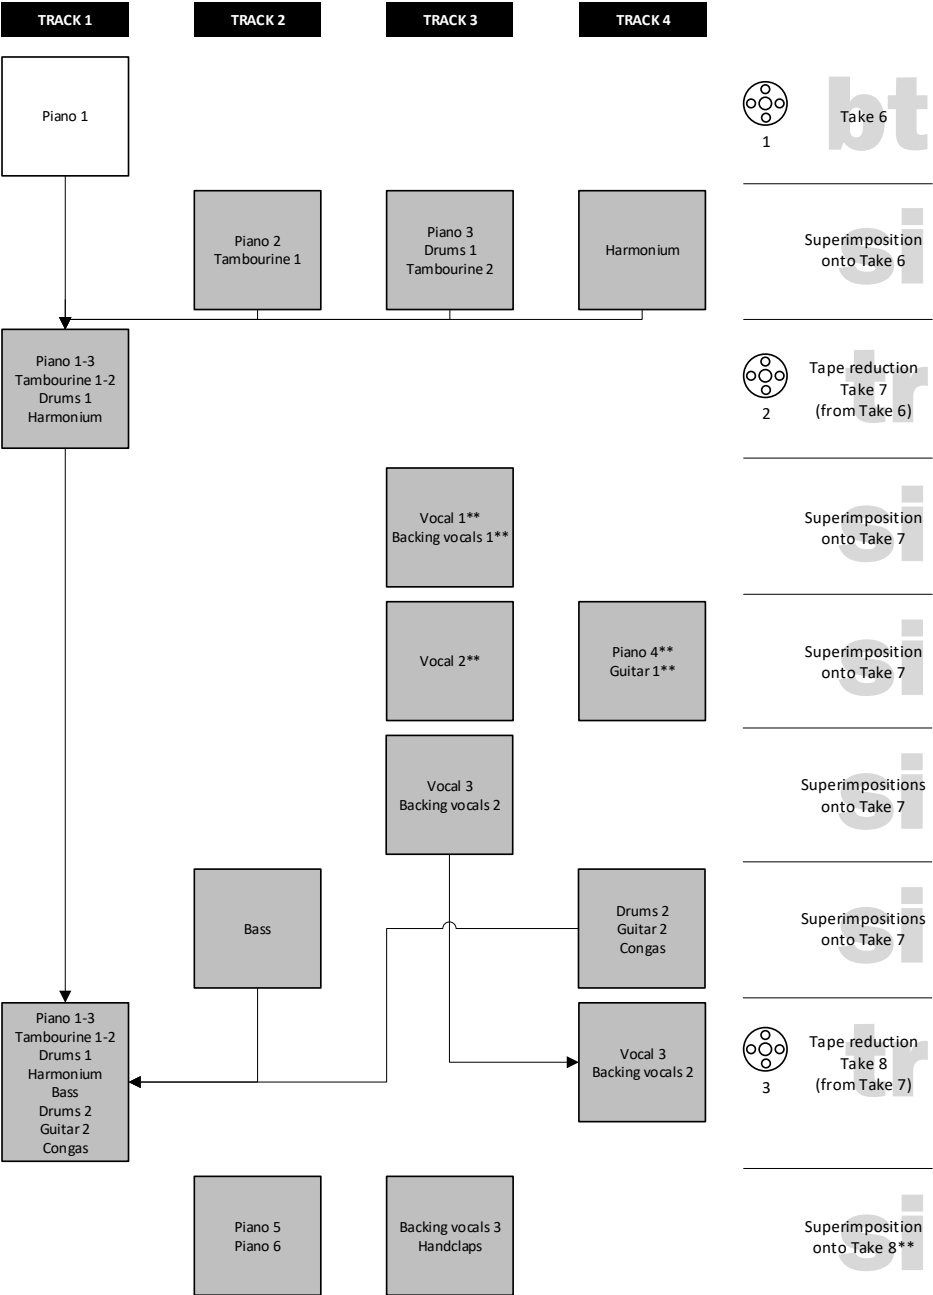 TRACK 1
TRACK 2
TRACK 3
TRACK 4
Piano 1
1
bt
Take 6
Piano 2
Tambourine 1
Piano 3
Drums 1
Tambourine 2
Harmonium
si
Superimposition
onto Take 6
Piano 1-3
Tambourine 1-2
Drums 1
Harmonium
2
tr
Tape reduction
Take 7
(from Take 6)
Vocal 1**
Backing vocals 1**
si
Superimposition
onto Take 7
Vocal 2**
Piano 4**
Guitar 1**
si
Superimposition
onto Take 7
Vocal 3
Backing vocals 2
si
Superimpositions
onto Take 7
Bass
Drums 2
Guitar 2
Congas
si
Superimpositions
onto Take 7
Piano 1-3
Tambourine 1-2
Drums 1
Harmonium
Bass
Drums 2
Guitar 2
Congas
Vocal 3
Backing vocals 2
3
tr
Tape reduction
Take 8
(from Take 7)
Piano 5
Piano 6
Backing vocals 3
Handclaps
si
Superimposition
onto Take 8**